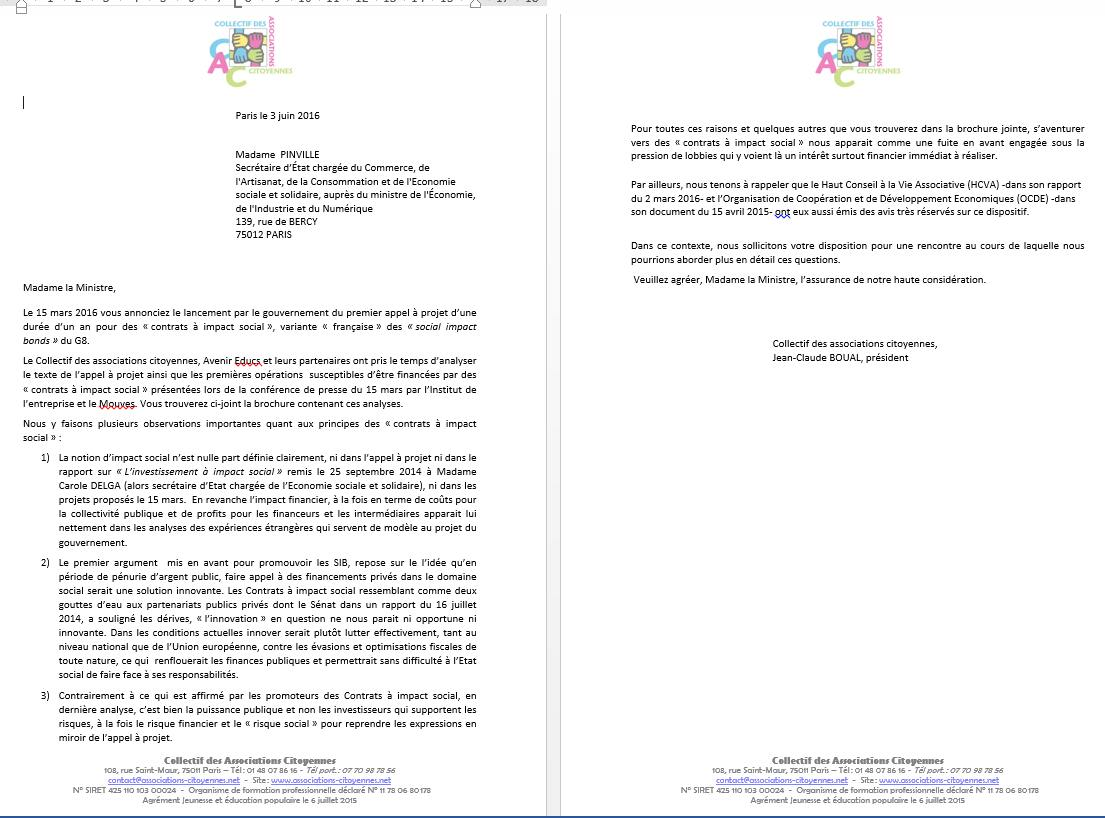 COLLECTIF DES
ASSOCIATIONS
CAC
CITOYENNES
Paris le 3 juin 2016
Madame  PINVILLE
Secrétaire d’État chargée du Commerce, de
l'Artisanat, de la Consommation et de l'Economie
sociale et solidaire, auprès du ministre de l'Économie,
de l'Industrie et du Numérique
139, rue de BERCY
75012 PARIS
Madame la Ministre,
Le 15 mars 2016 vous annonciez le lancement par le gouvernement du premier appel à projet d’une
durée d’un an pour des « contrats à impact social », variante « française » des « social impact
bonds » du G8.
Le Collectif des associations citoyennes, Avenir Educs et leurs partenaires ont pris le temps d’analyser
le texte de l’appel à projet ainsi que les premières opérations  susceptibles d’être financées par des
« contrats à impact social » présentées lors de la conférence de presse du 15 mars par l’Institut de
l’entreprise et le Mouves. Vous trouverez ci-joint la brochure contenant ces analyses.
Nous y faisons plusieurs observations importantes quant aux principes des « contrats à impact
social » :
1) La notion d’impact social n’est nulle part définie clairement, ni dans l’appel à projet ni dans le
rapport sur « L’investissement à impact social » remis le 25 septembre 2014 à Madame
Carole DELGA (alors secrétaire d’Etat chargée de l’Economie sociale et solidaire), ni dans les
projets proposés le 15 mars.  En revanche l’impact financier, à la fois en terme de coûts pour
la collectivité publique et de profits pour les financeurs et les intermédiaires apparait lui
nettement dans les analyses des expériences étrangères qui servent de modèle au projet du
gouvernement.
2) Le premier argument  mis en avant pour promouvoir les SIB, repose sur le l’idée qu’en
période de pénurie d’argent public, faire appel à des financements privés dans le domaine
social serait une solution innovante. Les Contrats à impact social ressemblant comme deux
gouttes d’eau aux partenariats publics privés dont le Sénat dans un rapport du 16 juillet
2014, a souligné les dérives, « l’innovation » en question ne nous parait ni opportune ni
innovante. Dans les conditions actuelles innover serait plutôt lutter effectivement, tant au
niveau national que de l’Union européenne, contre les évasions et optimisations fiscales de
toute nature, ce qui  renflouerait les finances publiques et permettrait sans difficulté à l’Etat
social de faire face à ses responsabilités.
3) Contrairement à ce qui est affirmé par les promoteurs des Contrats à impact social, en
dernière analyse, c’est bien la puissance publique et non les investisseurs qui supportent les
risques, à la fois le risque financier et le « risque social » pour reprendre les expressions en
miroir de l’appel à projet.
Collectif des Associations Citoyennes
108, rue Saint-Maur, 75011 Paris – Tél : 01 48 07 86 16 - Tél port. : 07 70 98 78 56
contact@associations-citoyennes.net  -  Site : www.associations-citoyennes.net
N° SIRET 425 110 103 00024  -  Organisme de formation professionnelle déclaré N° 11 78 06 80178
Agrément Jeunesse et éducation populaire le 6 juillet 2015
COLLECTIF DES
ASSOCIATIONS
CAC
CITOYENNES
Pour toutes ces raisons et quelques autres que vous trouverez dans la brochure jointe, s’aventurer
vers des « contrats à impact social » nous apparait comme une fuite en avant engagée sous la
pression de lobbies qui y voient là un intérêt surtout financier immédiat à réaliser.
Par ailleurs, nous tenons à rappeler que le Haut Conseil à la Vie Associative (HCVA) -dans son rapport
du 2 mars 2016- et l’Organisation de Coopération et de Développement Economiques (OCDE) -dans
son document du 15 avril 2015- ont eux aussi émis des avis très réservés sur ce dispositif.
Dans ce contexte, nous sollicitons votre disposition pour une rencontre au cours de laquelle nous
pourrions aborder plus en détail ces questions.
Veuillez agréer, Madame la Ministre, l’assurance de notre haute considération.
Collectif des associations citoyennes,
Jean-Claude BOUAL, président
Collectif des Associations Citoyennes
108, rue Saint-Maur, 75011 Paris – Tél : 01 48 07 86 16 - Tél port. : 07 70 98 78 56
contact@associations-citoyennes.net  -  Site : www.associations-citoyennes.net
N° SIRET 425 110 103 00024  -  Organisme de formation professionnelle déclaré N° 11 78 06 80178
Agrément Jeunesse et éducation populaire le 6 juillet 2015